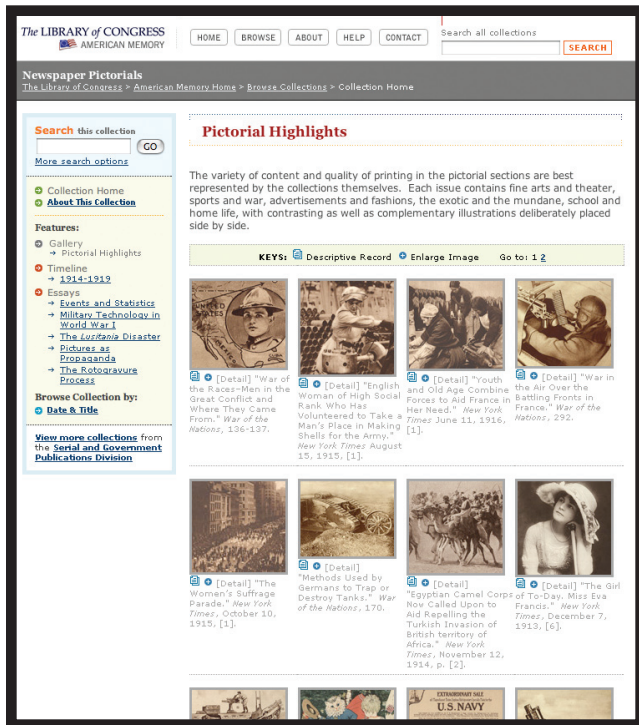 The LIBRARY of CONGRESS
AMERICAN MEMORY
HOME
BROWSE
ABOUT
HELP
CONTACT
Search all collections
SEARCH
Newspaper Pictorials
The Library of Congress > American Memory Home > Browse Collections > Collection Home
Search this collection
GO
More search options
Collection Home
About This Collection
Features:
Gallery
→ Pictorial Highlights
Timeline
→ 1914-1919
Essays
→ Events and Statistics
→ Military Technology in
World War I
→ The Lusitania Disaster
→ Pictures as
Propaganda
→ The Rotogravure
Process
Browse Collection by:
Date & Title
View more collections from
the Serial and Government
Publications Division
Pictorial Highlights
The variety of content and quality of printing in the pictorial sections are best
represented by the collections themselves. Each issue contains fine arts and theater,
sports and war, advertisements and fashions, the exotic and the mundane, school and
home life, with contrasting as well as complementary illustrations deliberately placed
side by side.
KEYS: Descriptive Record Enlarge Image Go to: 1 2
UNITED
STATES
[Detail] "War of
the Races–Men in the
Great Conflict and
Where They Came
From." War of the
Nations, 136-137.
[Detail] "English
Woman of High Social
Rank Who Has
Volunteered to Take a
Man's Place in Making
Shells for the Army."
New York Times August
15, 1915, [1].
[Detail] "Youth
and Old Age Combine
Forces to Aid France in
Her Need." New York
Times June 11, 1916,
[1].
[Detail] "War in
the Air Over the
Battling Fronts in
France." War of the
Nations, 292.
[Detail] "The
Women's Suffrage
Parade." New York
Times, October 10,
1915, [1].
[Detail]
"Methods Used by
Germans to Trap or
Destroy Tanks." War
of the Nations, 170.
[Detail]
"Egyptian Camel Corps
Now Called Upon to
Aid Repelling the
Turkish Invasion of
British territory of
Africa." New York
Times, November 12,
1914, p. [2].
[Detail] "The Girl
of To-Day. Miss Eva
Francis." New York
Times, December 7,
1913, [6].
EXTRAORDINARY SALE
U.S. NAVY